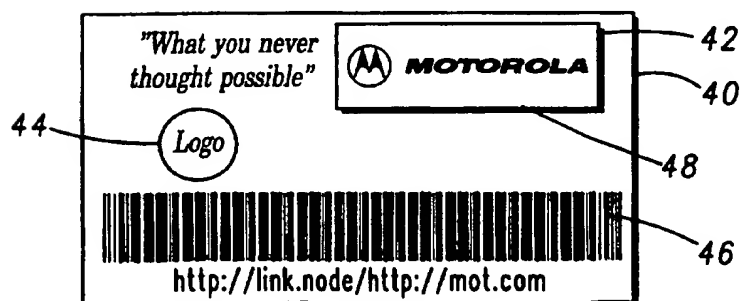 "What you never
thought possible"
MOTOROLA
42
40
44
Logo
48
46
http://link.node/http://mot.com